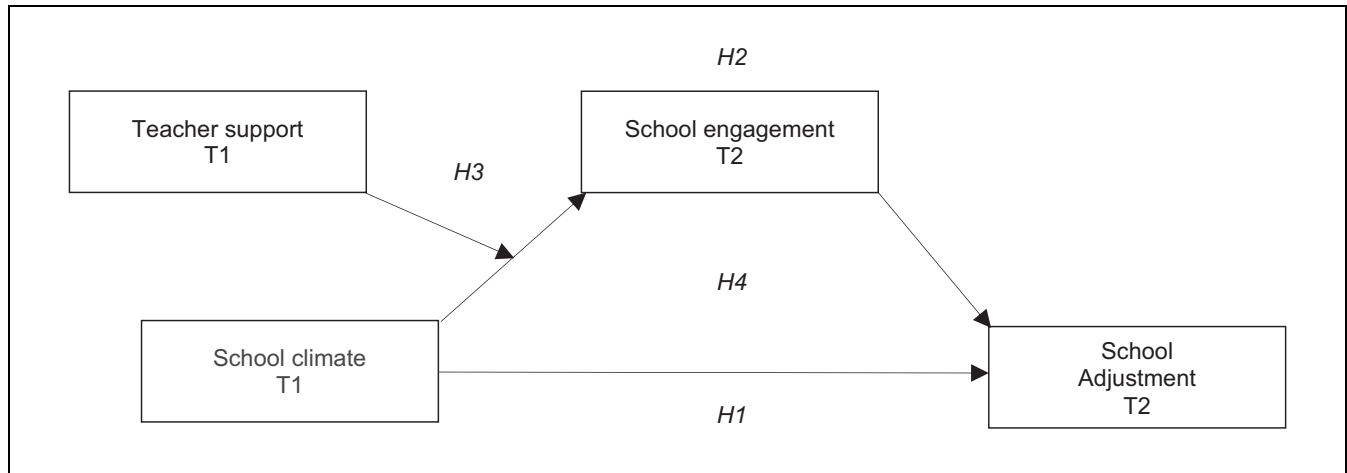 H2
Teacher support
T1
School engagement
T2
H3
H4
School climate
T1
School
Adjustment
T2
H1